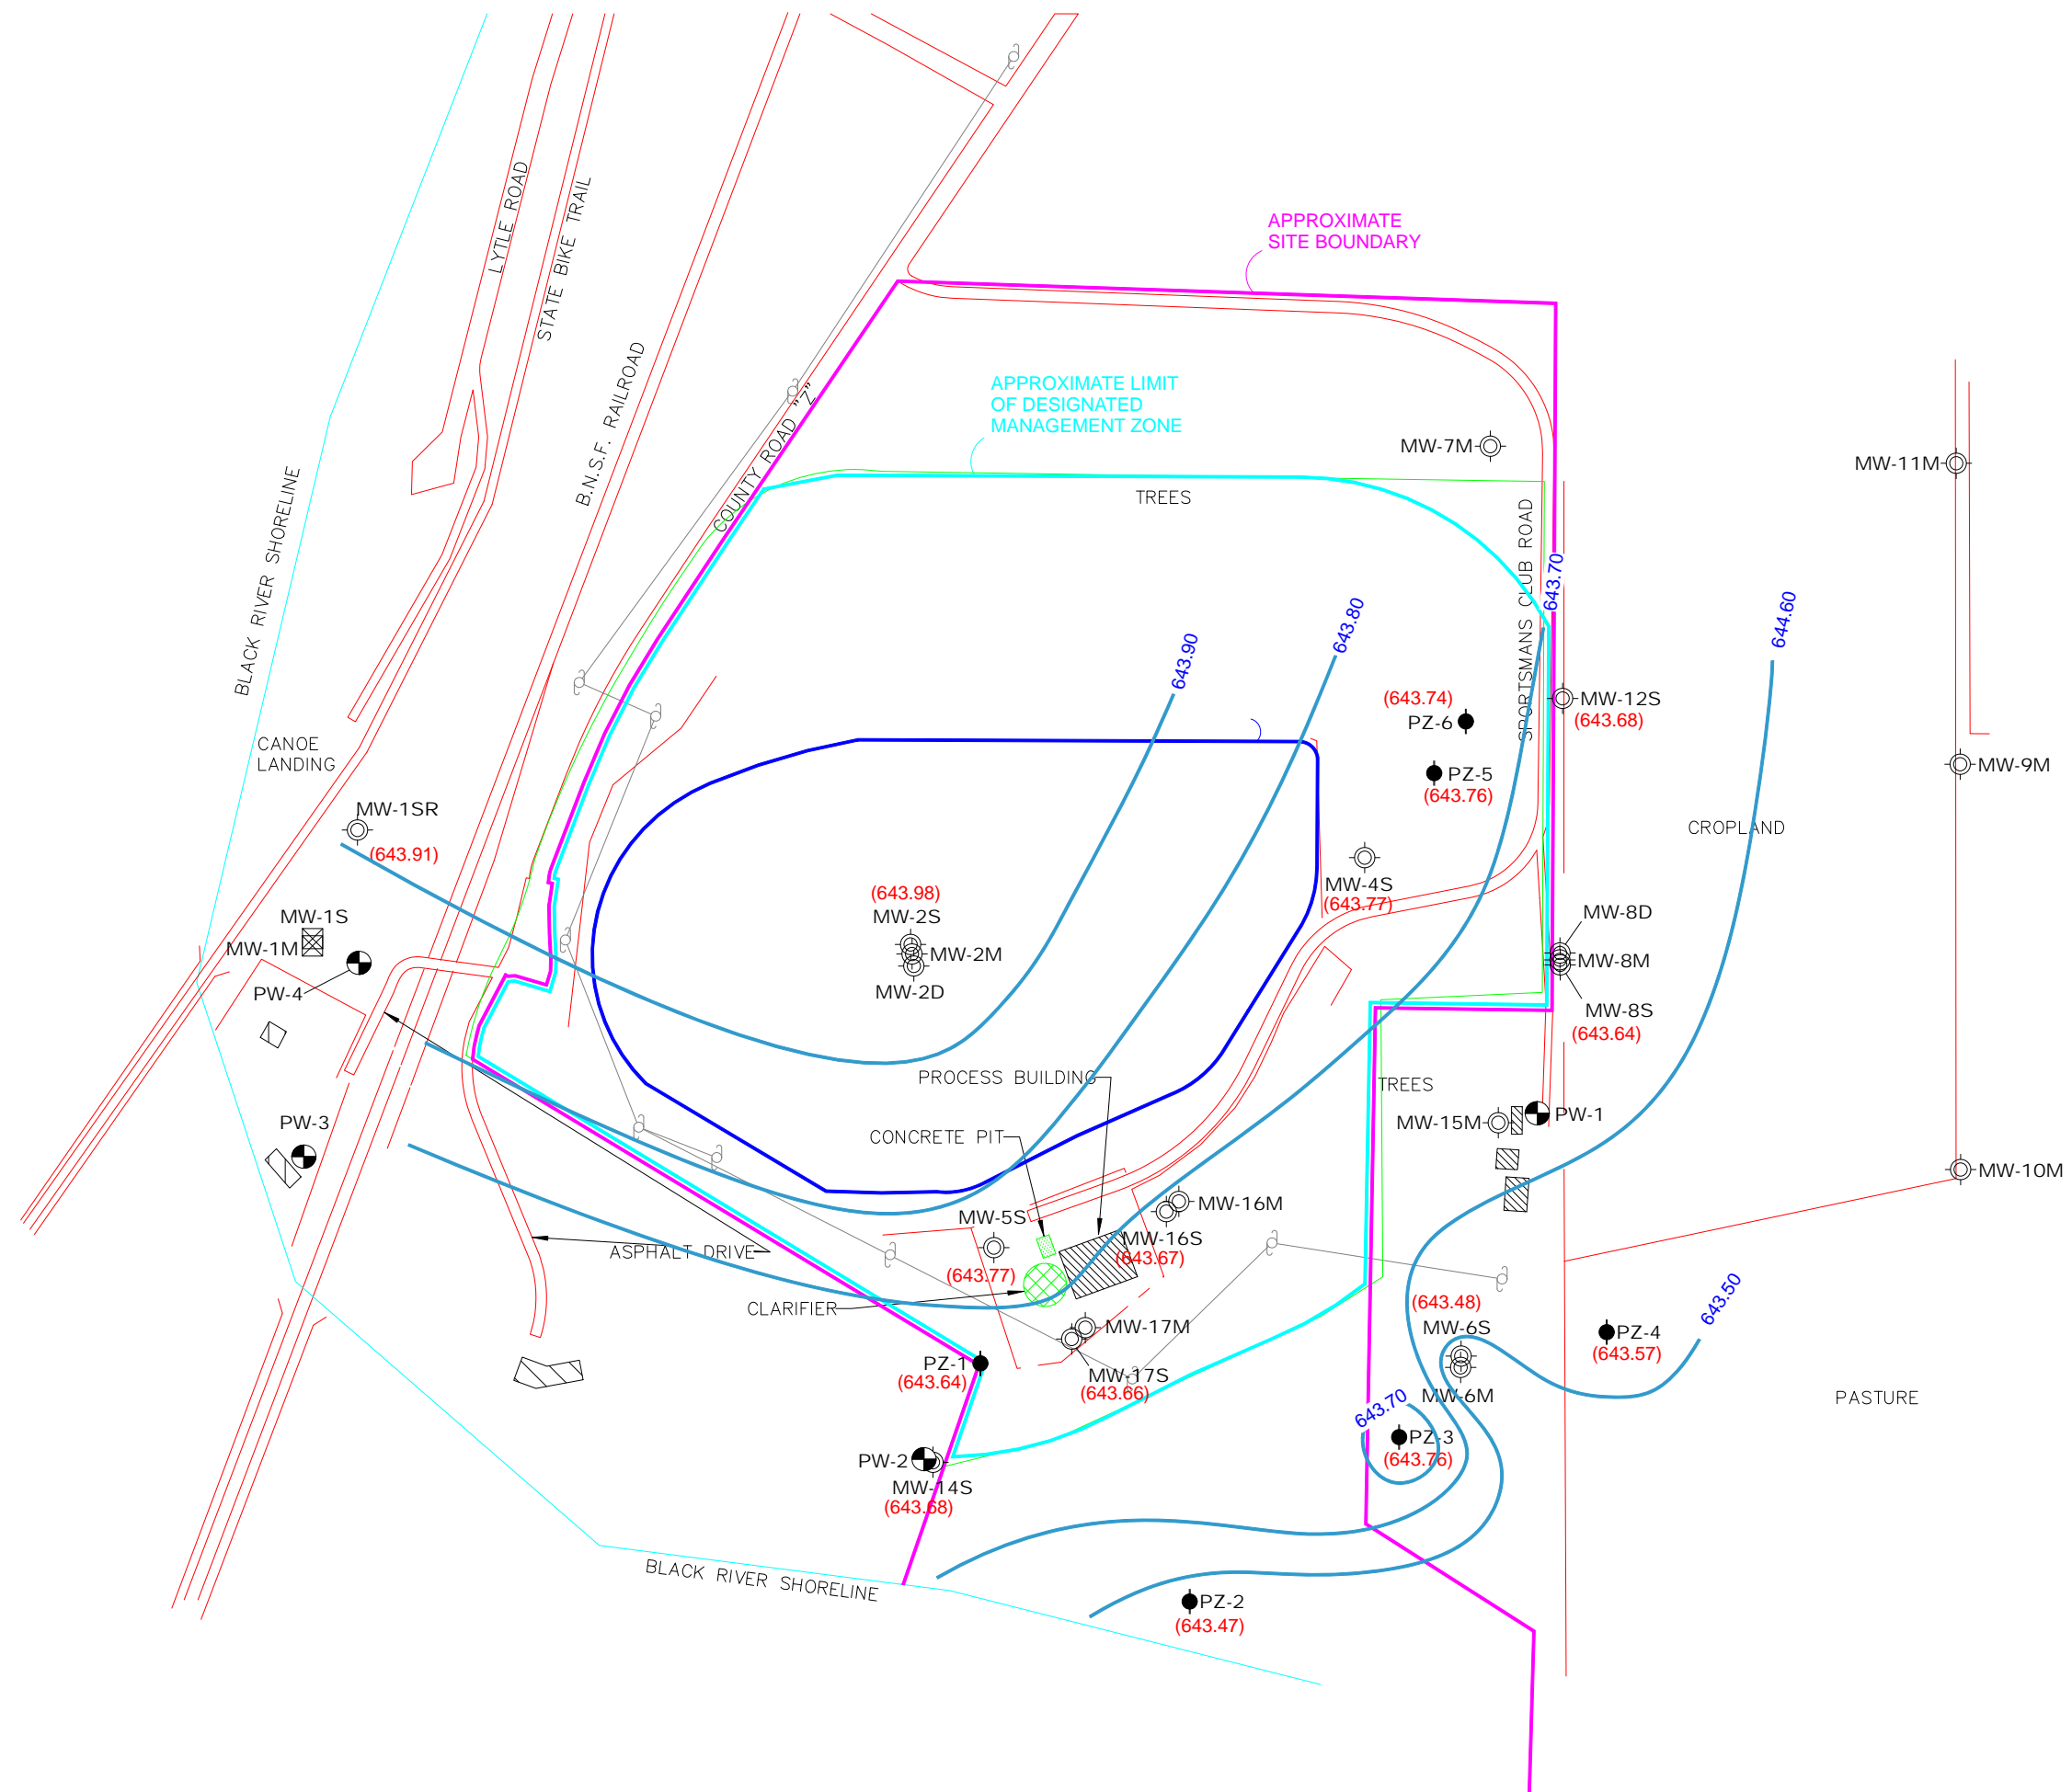 APPROXIMATE
SITE BOUNDARY
LYTLE ROAD
STATE BIKE TRAIL
B.N.S.F. RAILROAD
COUNTY ROAD "Z"
APPROXIMATE LIMIT
OF DESIGNATED
MANAGEMENT ZONE
MW-7M
MW-11M
TREES
BLACK RIVER SHORELINE
SPORTSMANS CLUB ROAD
643.70
643.80
643.90
644.60
(643.74)
PZ-6
MW-12S
(643.68)
CANOE
LANDING
PZ-5
(643.76)
MW-9M
MW-1SR
(643.91)
CROPLAND
MW-4S
(643.77)
(643.98)
MW-2S
MW-2M
MW-2D
MW-1S
MW-1M
PW-4
MW-8D
MW-8M
MW-8S
(643.64)
PROCESS BUILDING
TREES
PW-3
CONCRETE PIT
MW-15M
PW-1
MW-10M
MW-16M
MW-5S
MW-16S
(643.67)
(643.77)
ASPHALT DRIVE
CLARIFIER
MW-17M
(643.48)
MW-6S
643.50
PZ-4
(643.57)
PZ-1
(643.64)
MW-17S
(643.66)
MW-6M
PASTURE
643.70
PZ-3
(643.76)
PW-2
MW-14S
(643.68)
BLACK RIVER SHORELINE
PZ-2
(643.47)